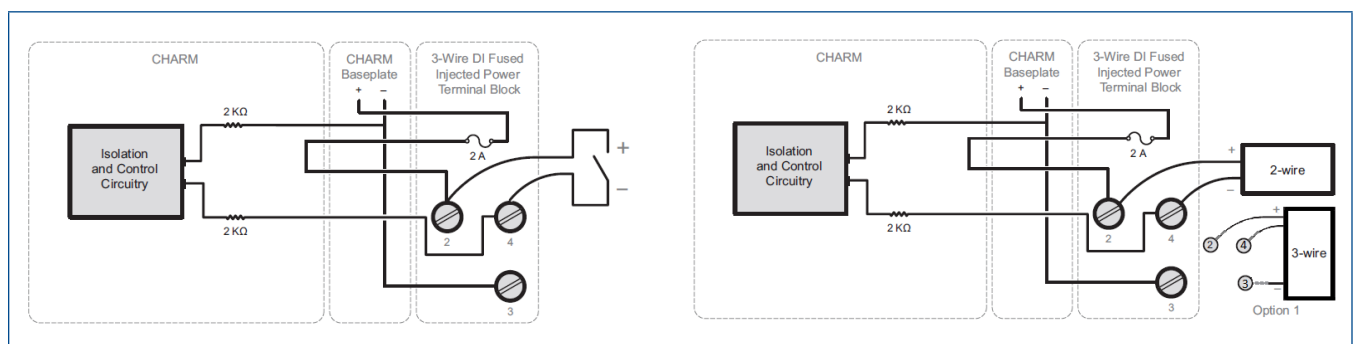 CHARM
CHARM
Baseplate
+ −
3-Wire DI Fused
Injected Power
Terminal Block
2 KΩ
2 A
Isolation
and Control
Circuitry
+
−
2 KΩ
2
4
3
CHARM
CHARM
Baseplate
+ −
3-Wire DI Fused
Injected Power
Terminal Block
2 KΩ
2 A
Isolation
and Control
Circuitry
+
2-wire
−
2 KΩ
2
4
+
2
4
3-wire
3
−
3
Option 1